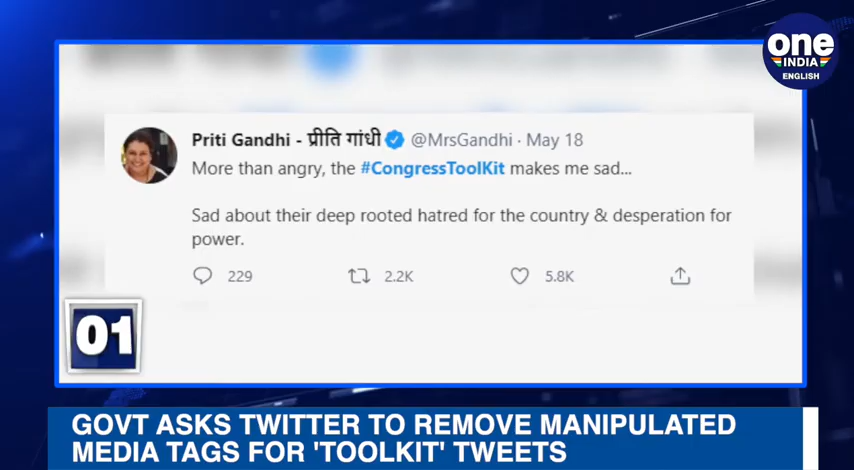 one
INDIA
ENGLISH
Priti Gandhi - प्रीति गांधी @MrsGandhi · May 18
More than angry, the #CongressToolKit makes me sad...
Sad about their deep rooted hatred for the country & desperation for
power.
229 2.2K 5.8K
01
GOVT ASKS TWITTER TO REMOVE MANIPULATED
MEDIA TAGS FOR 'TOOLKIT' TWEETS